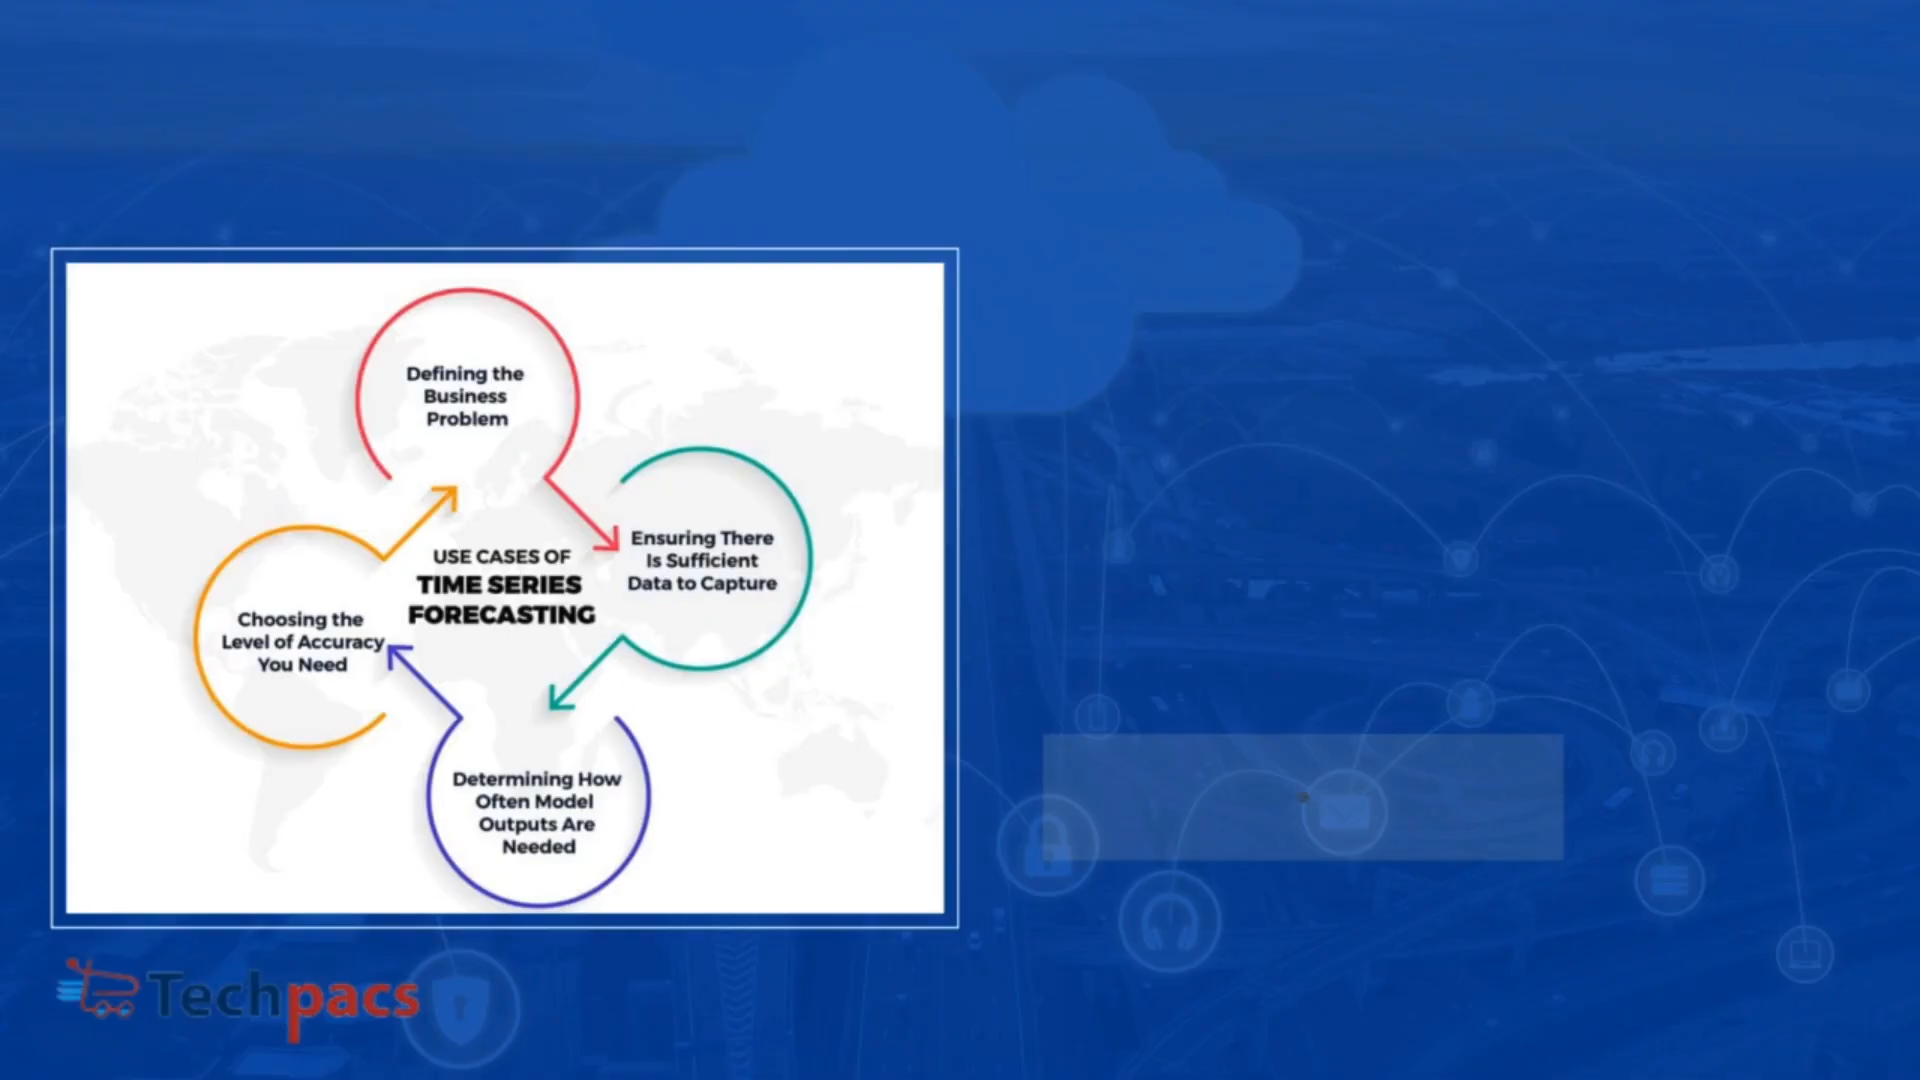 Defining the
Business
Problem
Ensuring There
Is Sufficient
Data to Capture
USE CASES OF
TIME SERIES
FORECASTING
Choosing the
Level of Accuracy
You Need
Determining How
Often Model
Outputs Are
Needed
Techpacs